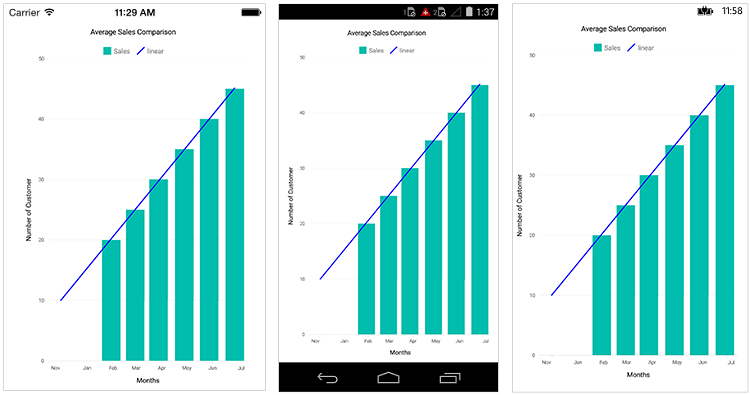 Carrier 11:29 AM
Average Sales Comparison
Sales linear
50
40
30
20
10
0
Number of Customer
Nov Jan Feb Mar Apr May Jun Jul
Months
1 2 1:37
Average Sales Comparison
Sales linear
50
40
30
20
10
0
Number of Customer
Nov Jan Feb Mar Apr May Jun Jul
Months
11:58
Average Sales Comparison
Sales linear
50
40
30
20
10
0
Number of Customer
Nov Jan Feb Mar Apr May Jun Jul
Months